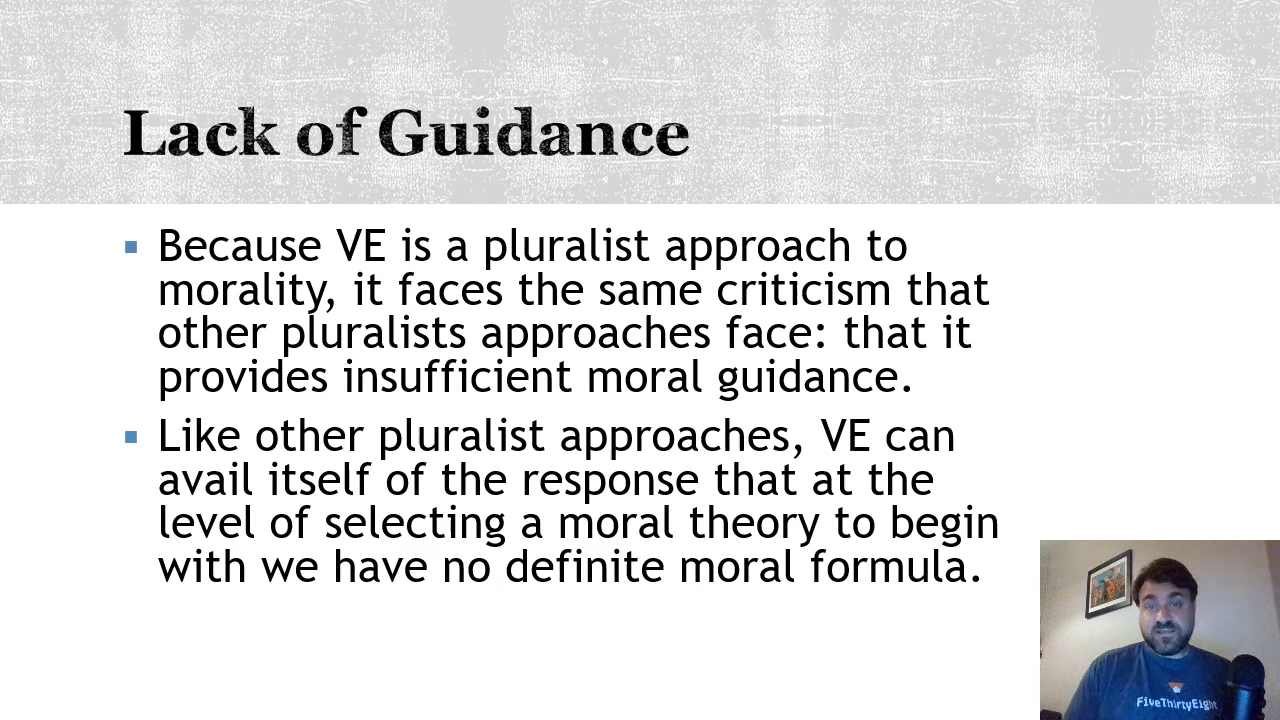 Lack of Guidance
Because VE is a pluralist approach to
morality, it faces the same criticism that
other pluralists approaches face: that it
provides insufficient moral guidance.
Like other pluralist approaches, VE can
avail itself of the response that at the
level of selecting a moral theory to begin
with we have no definite moral formula.
FiveThirtyEight